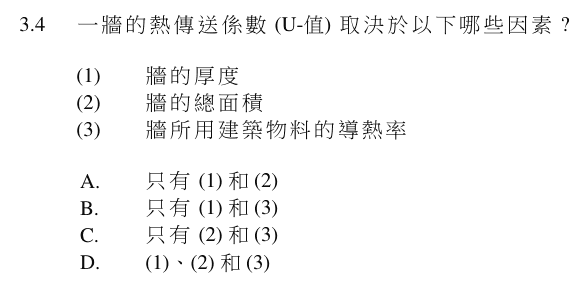 3.4 一牆的熱傳送係數 (U-值) 取決於以下哪些因素？
(1) 牆的厚度
(2) 牆的總面積
(3) 牆所用建築物料的導熱率
A. 只有 (1) 和 (2)
B. 只有 (1) 和 (3)
C. 只有 (2) 和 (3)
D. (1)、(2) 和 (3)